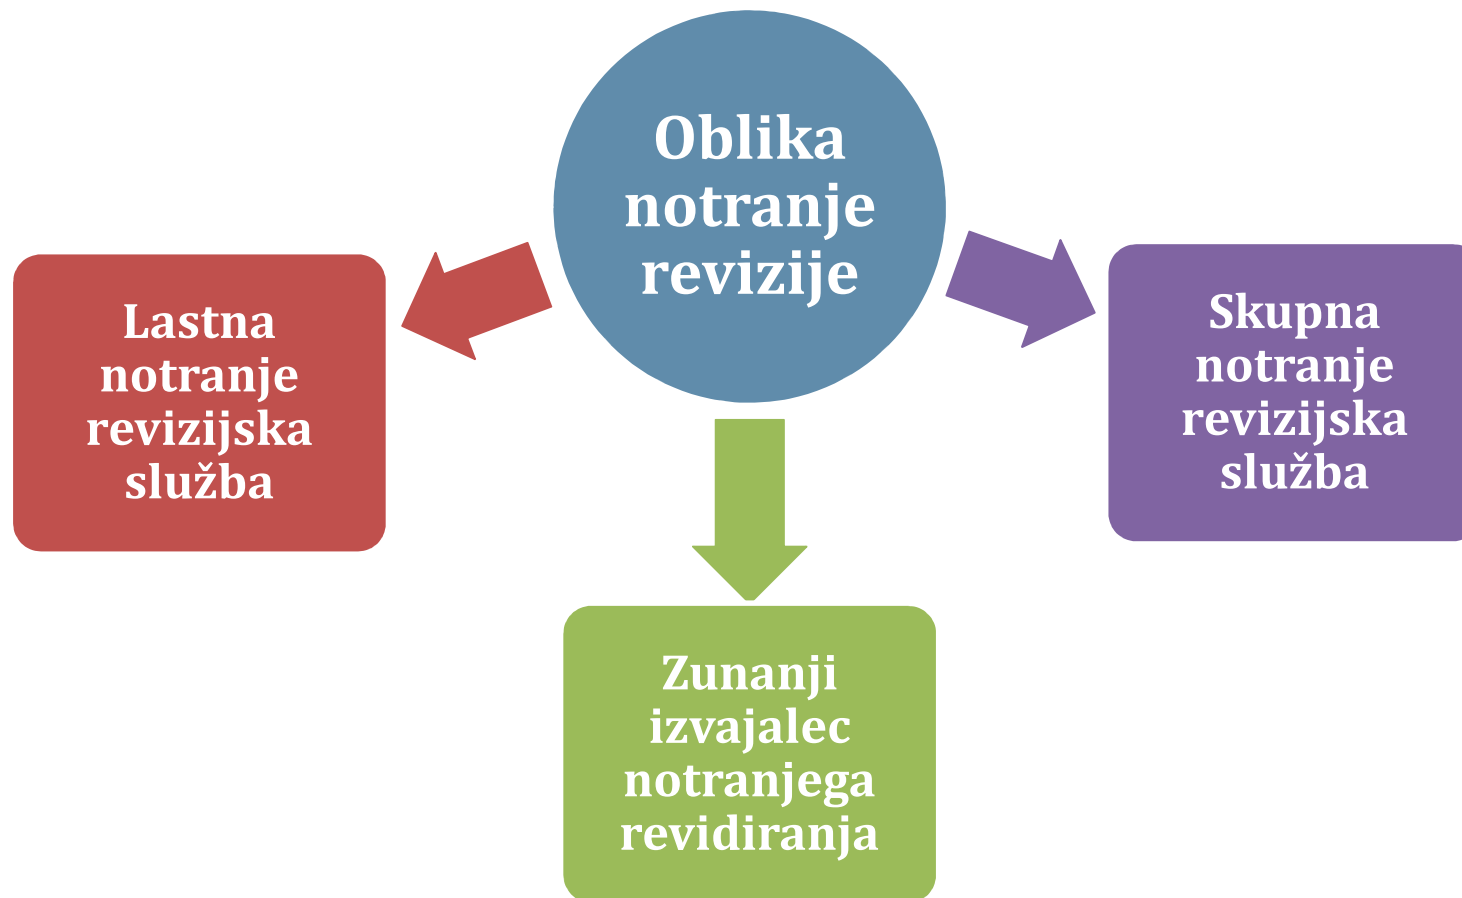 Oblika
notranje
revizije
Lastna
notranje
revizijska
služba
Skupna
notranje
revizijska
služba
Zunanji
izvajalec
notranjega
revidiranja